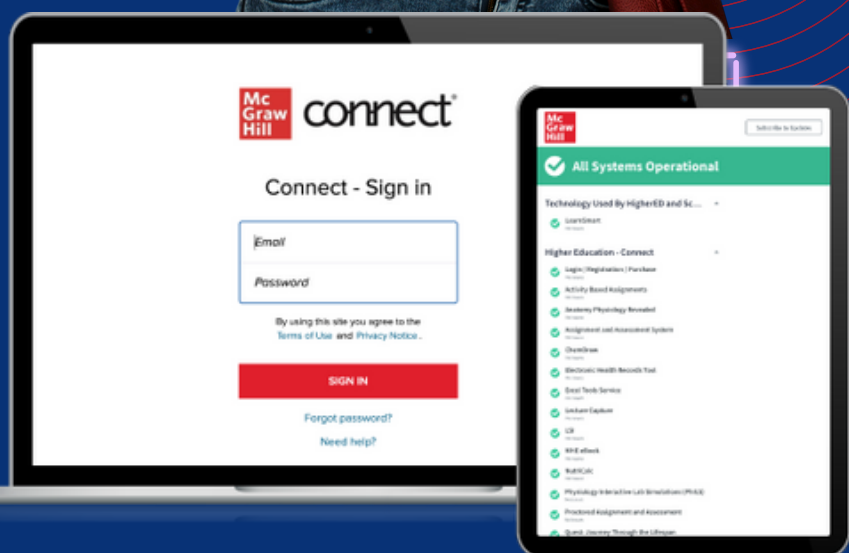 Mc
Graw
Hill
connect
Connect - Sign in
Email
Password
By using this site you agree to the
Terms of Use and Privacy Notice.
SIGN IN
Forgot password?
Need help?
Mc
Graw
Hill
Subscribe to Updates
All Systems Operational
Technology Used By HigherED and Sc...
LearnSmart
Higher Education - Connect
Login | Registration | Purchase
Activity Based Assignments
Anatomy Physiology Revealed
Assignment and Assessment System
ChemDraw
Electronic Health Records Tool
Excel Tools Service
Lecture Capture
MHE eBook
NutriCalc
Physiology Interactive Lab Simulations (Ph.I.L.S)
Proctored Assignment and Assessment
Quest: Journey Through the Lifespan